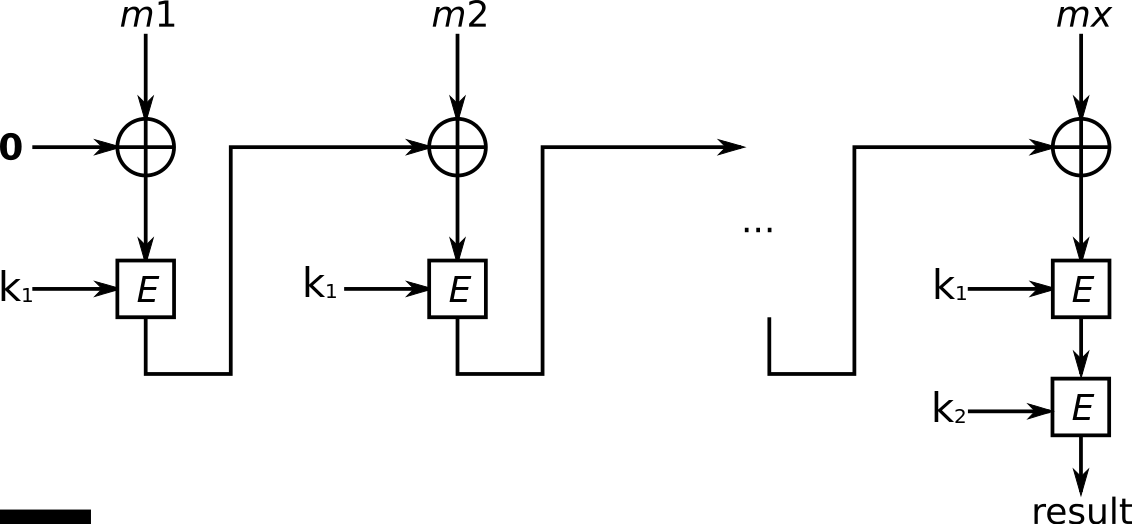 m1 m2 mx
0
...
k₁ E k₁ E k₁ E
k₂ E
result